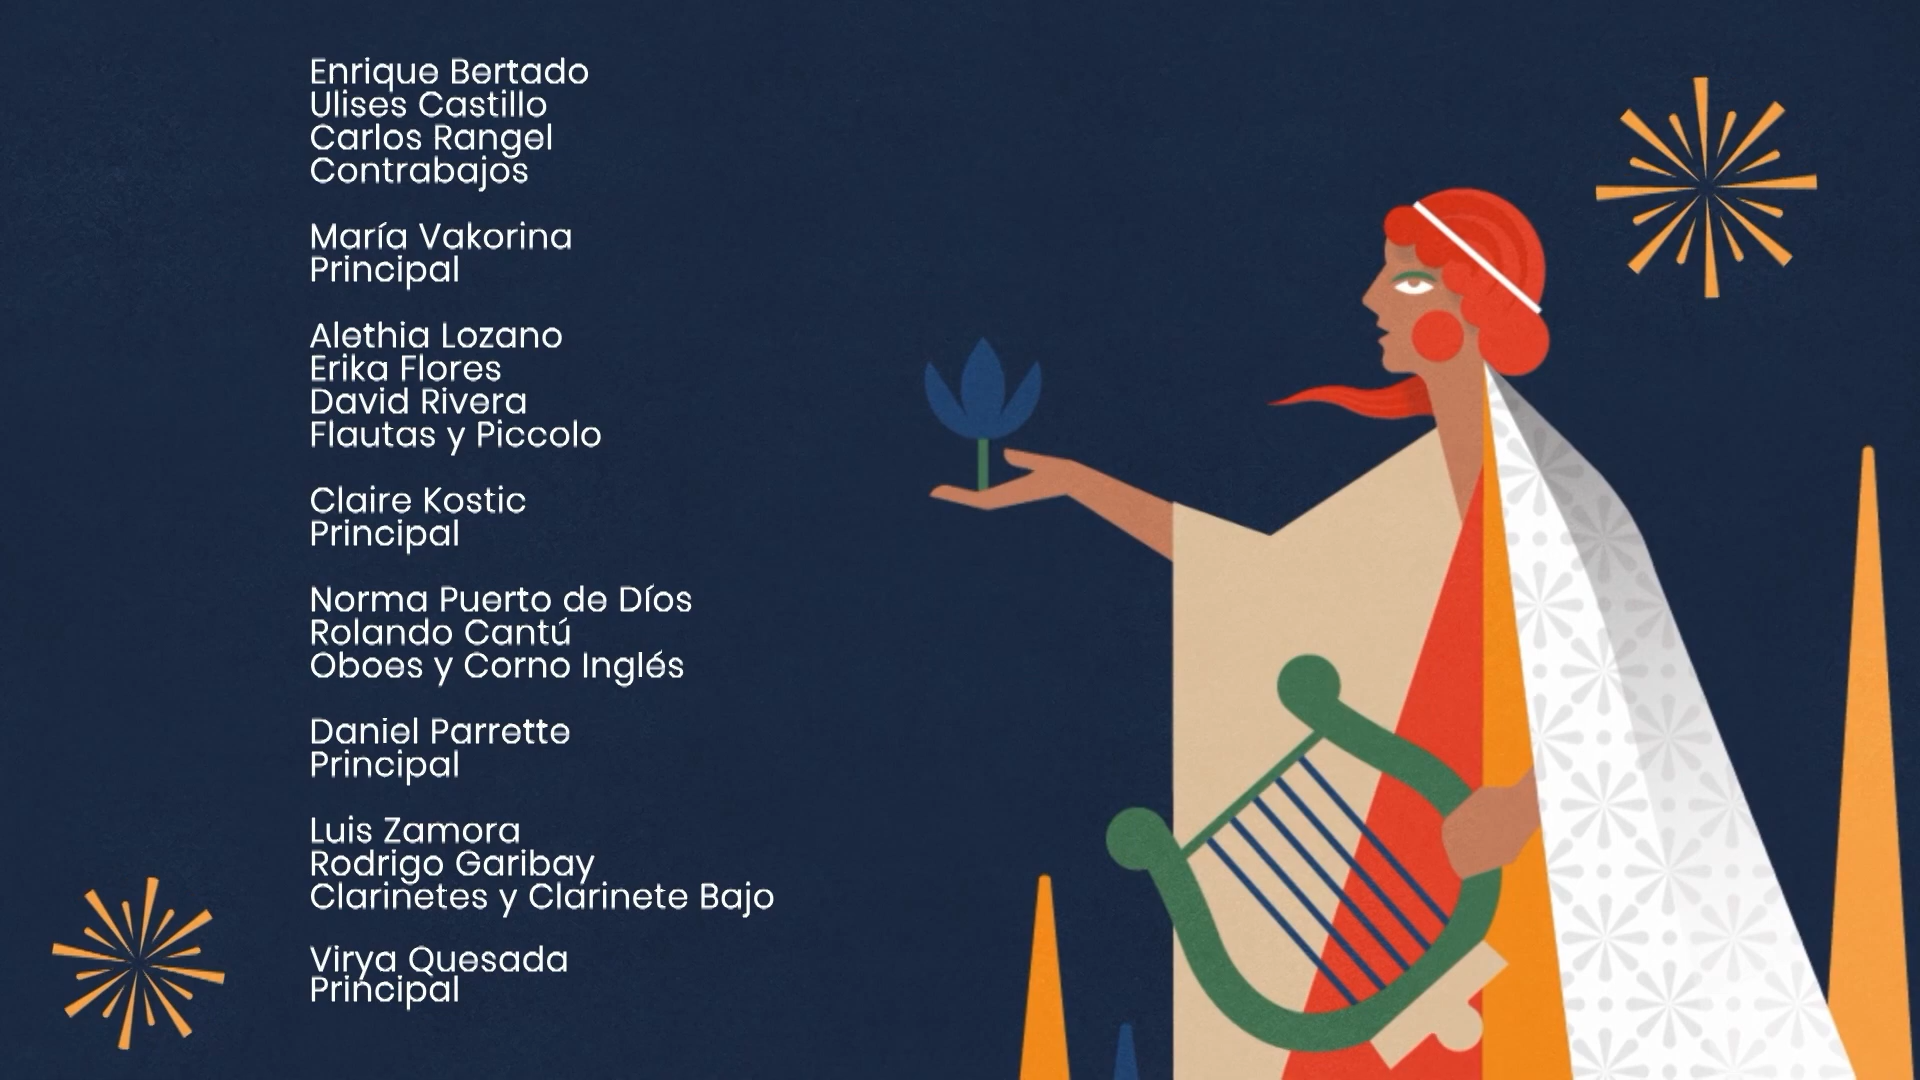 Enrique Bertado
Ulises Castillo
Carlos Rangel
Contrabajos
María Vakorina
Principal
Alethia Lozano
Erika Flores
David Rivera
Flautas y Piccolo
Claire Kostic
Principal
Norma Puerto de Díos
Rolando Cantú
Oboes y Corno Inglés
Daniel Parrette
Principal
Luis Zamora
Rodrigo Garibay
Clarinetes y Clarinete Bajo
Virya Quesada
Principal